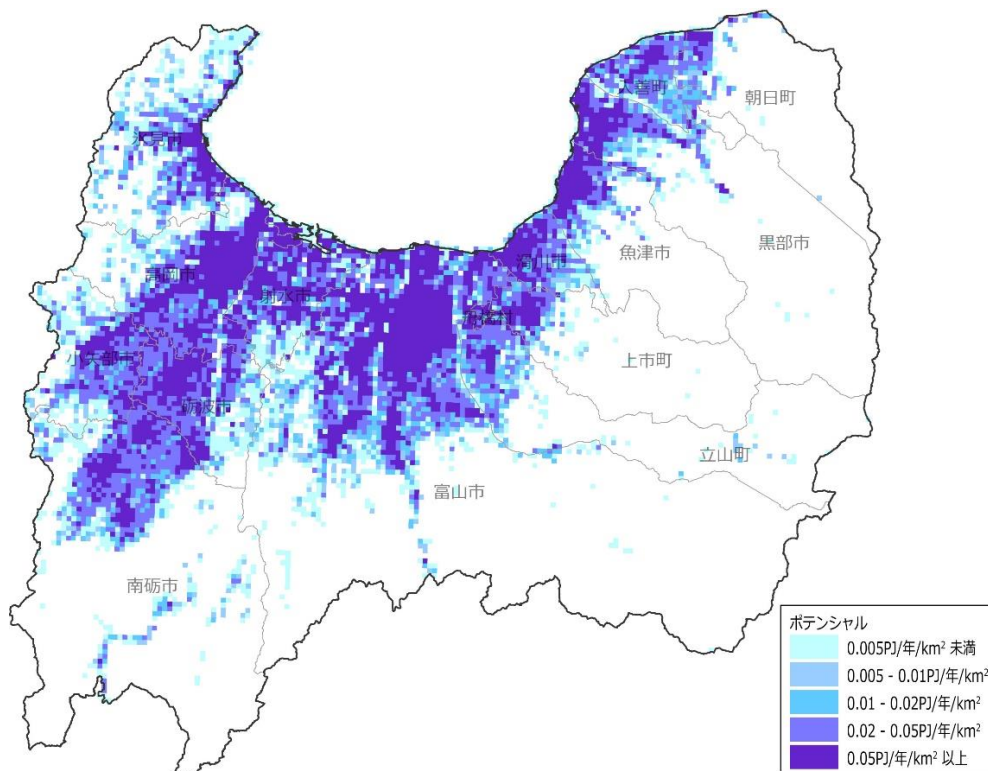 朝日町
入善町
氷見市
黒部市
魚津市
滑川市
高岡市
射水市
舟橋村
小矢部市
上市町
砺波市
立山町
富山市
南砺市
ポテンシャル
0.005PJ/年/km² 未満
0.005 - 0.01PJ/年/km²
0.01 - 0.02PJ/年/km²
0.02 - 0.05PJ/年/km²
0.05PJ/年/km² 以上